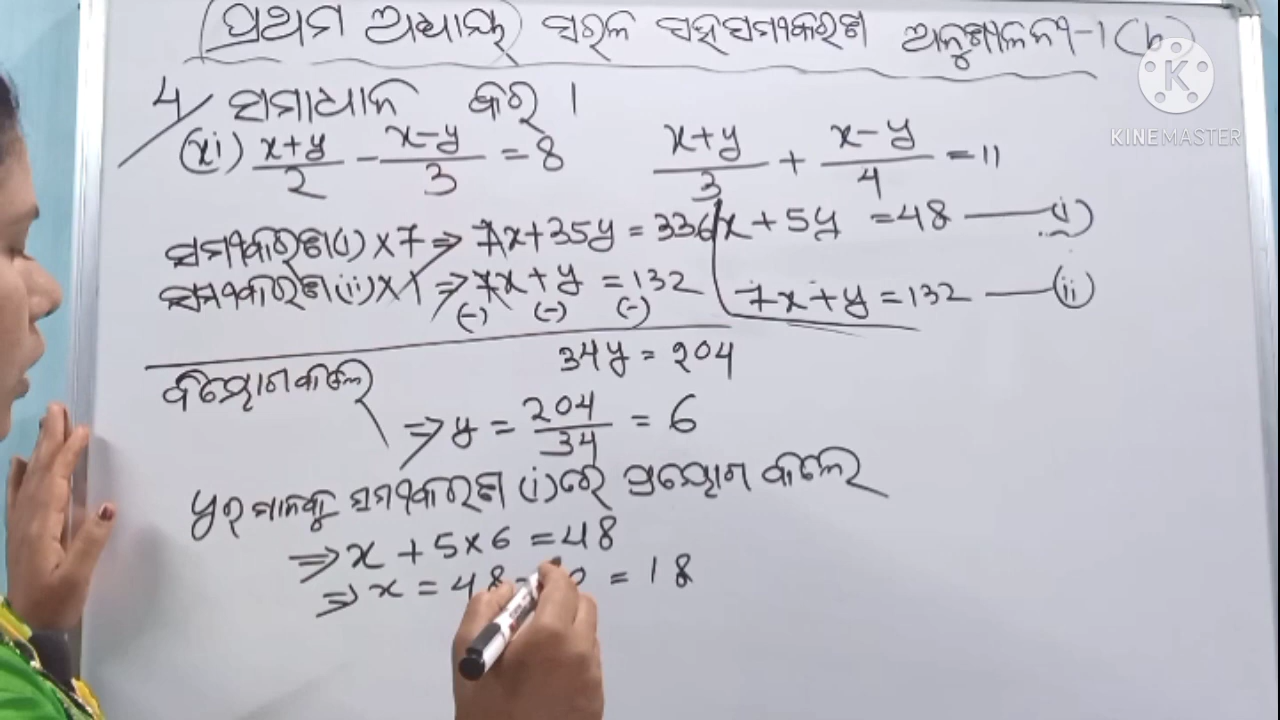 ପ୍ରଥମ ଅଧ୍ୟାୟ ସରଳ ସହସମୀକରଣ ଅନୁଶୀଳନୀ-1(b)
KINEMASTER
4/ ସମାଧାନ କର ।
(xi) x+y/2 - x-y/3 = 8 x+y/3 + x-y/4 = 11
ସମୀକରଣ(i)×7 ⇒ 7x+35y = 336 x + 5y = 48 — (i)
ସମୀକରଣ(ii)×1 ⇒ 7x+y = 132 7x+y = 132 — (ii)
(-) (-) (-)
34y = 204
ବିୟୋଗ କଲେ
⇒ y = 204/34 = 6
yର ମାନକୁ ସମୀକରଣ (i)ରେ ପ୍ରୟୋଗ କଲେ
⇒ x + 5×6 = 48
⇒ x = 48 = 18